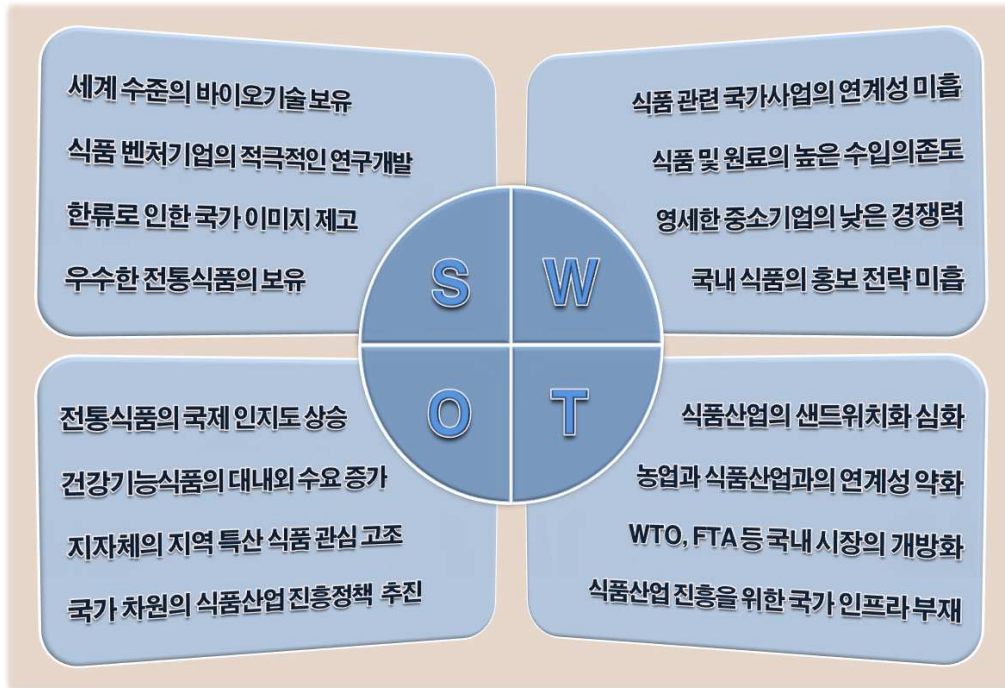 세계 수준의 바이오기술 보유
식품 벤처기업의 적극적인 연구개발
한류로 인한 국가 이미지 제고
우수한 전통식품의 보유
식품 관련 국가사업의 연계성 미흡
식품 및 원료의 높은 수입의존도
영세한 중소기업의 낮은 경쟁력
국내 식품의 홍보 전략 미흡
S W
O T
전통식품의 국제 인지도 상승
건강기능식품의 대내외 수요 증가
지자체의 지역 특산 식품 관심 고조
국가 차원의 식품산업 진흥정책 추진
식품산업의 샌드위치화 심화
농업과 식품산업과의 연계성 약화
WTO, FTA 등 국내 시장의 개방화
식품산업 진흥을 위한 국가 인프라 부재